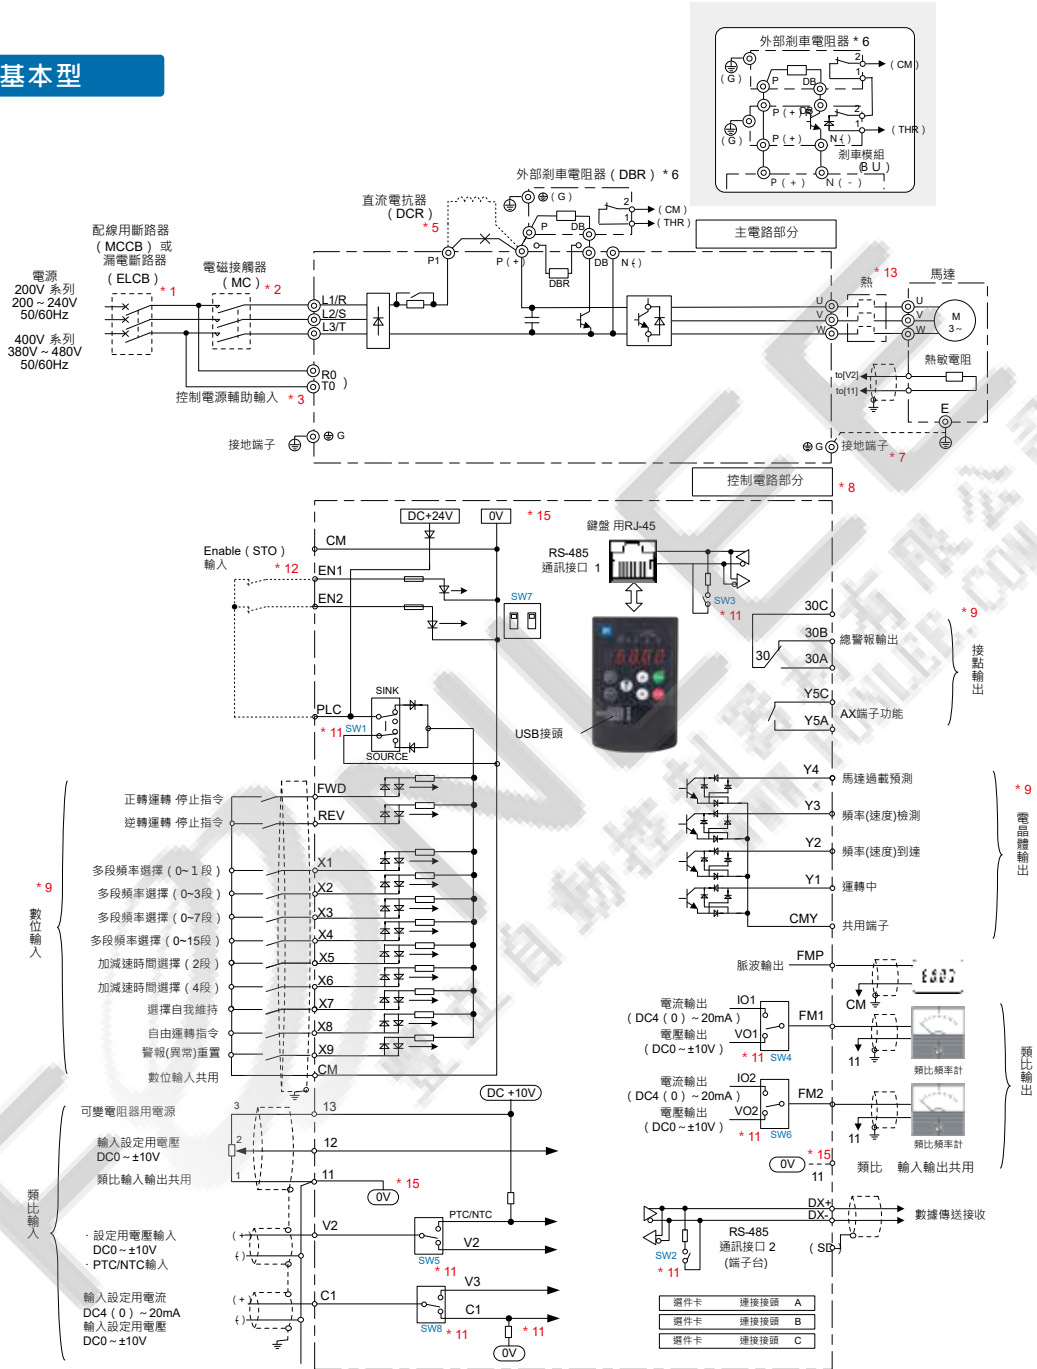 基本型
外部剎車電阻器 * 6
2
( CM )
1
( G )
P
DB
P ( + )
DB
2
1
( THR )
( G )
P ( + )
N (-)
剎車模組
( B U )
P ( + )
N ( - )
外部剎車電阻器 ( DBR ) * 6
直流電抗器
( DCR )
* 5
( G )
2
( CM )
1
( THR )
P
DB
主電路部分
P1
P ( + )
DBR
DB
N (-)
配線用斷路器
( MCCB ) 或
漏電斷路器
( ELCB )
* 1
電磁接觸器
( MC )
* 2
電源
200V 系列
200 ~ 240V
50/60Hz
400V 系列
380V ~ 480V
50/60Hz
L1/R
L2/S
L3/T
R0
T0 )
控制電源輔助輸入 * 3
接地端子
G
熱
* 13
馬達
U
V
W
U
V
W
M
3 ~
熱敏電阻
to[V2]
to[11]
E
G 接地端子
* 7
控制電路部分
* 8
DC+24V
0V
* 15
CM
Enable ( STO )
輸入
* 12
EN1
EN2
SW7
鍵盤 用RJ-45
RS-485
通訊接口 1
SW3
* 11
USB接頭
30C
30B
30
30A
總警報輸出
* 9
接點輸出
Y5C
Y5A
AX端子功能
PLC
* 11
SW1
SINK
SOURCE
Y4
馬達過載預測
Y3
頻率(速度)檢測
Y2
頻率(速度)到達
Y1
運轉中
CMY
共用端子
* 9
電晶體輸出
正轉運轉 停止指令
FWD
逆轉運轉 停止指令
REV
多段頻率選擇 ( 0~ 1 段 )
X1
多段頻率選擇 ( 0~3段 )
X2
多段頻率選擇 ( 0~7段 )
X3
多段頻率選擇 ( 0~15段 )
X4
加減速時間選擇 ( 2段 )
X5
加減速時間選擇 ( 4段 )
X6
選擇自我維持
X7
自由運轉指令
X8
警報(異常)重置
X9
數位輸入共用
CM
* 9
數位輸入
脈波輸出
FMP
CM
電流輸出
( DC4 ( 0 ) ~ 20mA )
電壓輸出
( DC0 ~ ±10V )
IO1
VO1
* 11 SW4
FM1
11
類比頻率計
電流輸出
( DC4 ( 0 ) ~ 20mA )
電壓輸出
( DC0 ~ ±10V )
IO2
VO2
* 11
SW6
FM2
11
類比頻率計
類比輸出
0V
* 15
11
類比 輸入輸出共用
DC +10V
可變電阻器用電源
3
13
輸入設定用電壓
DC0 ~ ±10V
2
12
類比輸入輸出共用
1
11
0V
* 15
類比輸入
· 設定用電壓輸入
DC0 ~ ±10V
· PTC/NTC輸入
( + )
(-)
V2
PTC/NTC
V2
SW5
* 11
輸入設定用電流
DC4 ( 0 ) ~ 20mA
輸入設定用電壓
DC0 ~ ±10V
( + )
(-)
C1
V3
C1
SW8
* 11
* 11
0V
DX+
DX-
數據傳送接收
RS-485
通訊接口 2
(端子台)
( SD )
SW2
* 11
選件卡 連接接頭 A
選件卡 連接接頭 B
選件卡 連接接頭 C